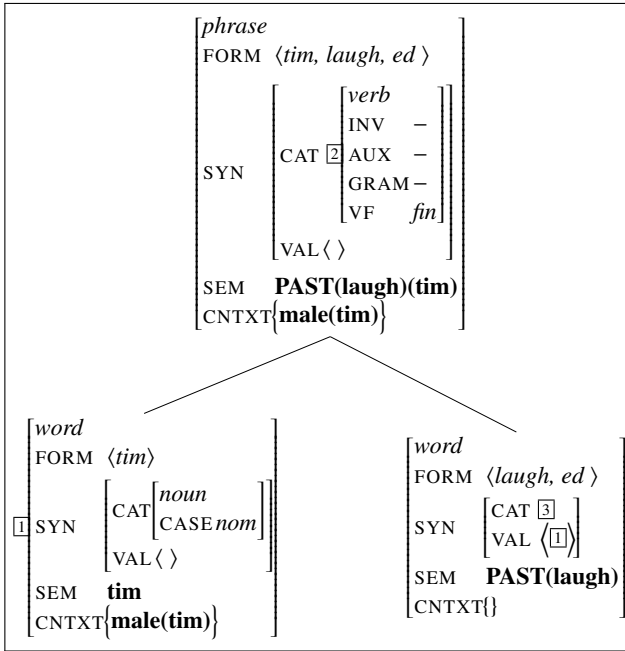 phrase
FORM ⟨tim, laugh, ed ⟩
verb
INV −
CAT [2] AUX −
SYN
GRAM −
VF fin
VAL ⟨ ⟩
SEM PAST(laugh)(tim)
CNTXT{male(tim)}
word
FORM ⟨tim⟩
noun
CAT
CASE nom
[1] SYN
VAL ⟨ ⟩
SEM tim
CNTXT{male(tim)}
word
FORM ⟨laugh, ed ⟩
CAT [3]
SYN
VAL ⟨[1]⟩
SEM PAST(laugh)
CNTXT{}